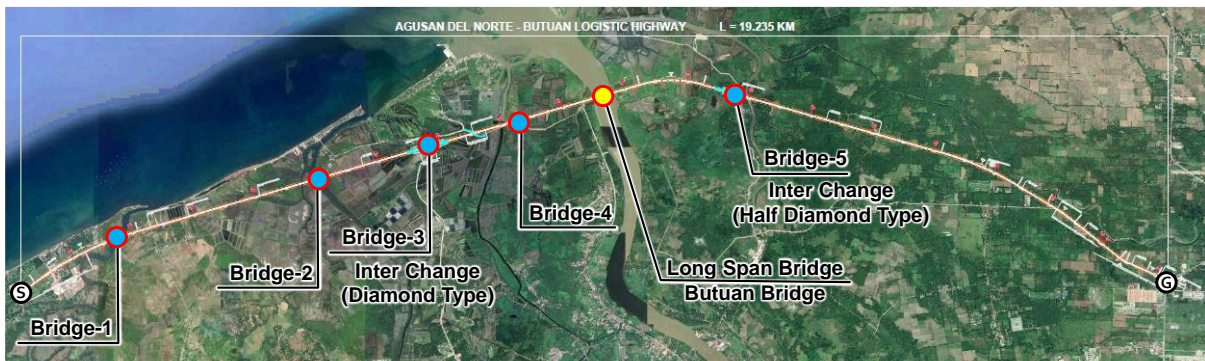 AGUSAN DEL NORTE - BUTUAN LOGISTIC HIGHWAY L = 19.235 KM
Bridge-5
Inter Change
(Half Diamond Type)
Bridge-4
Bridge-3
Inter Change
(Diamond Type)
Bridge-2
Long Span Bridge
Butuan Bridge
S
G
Bridge-1